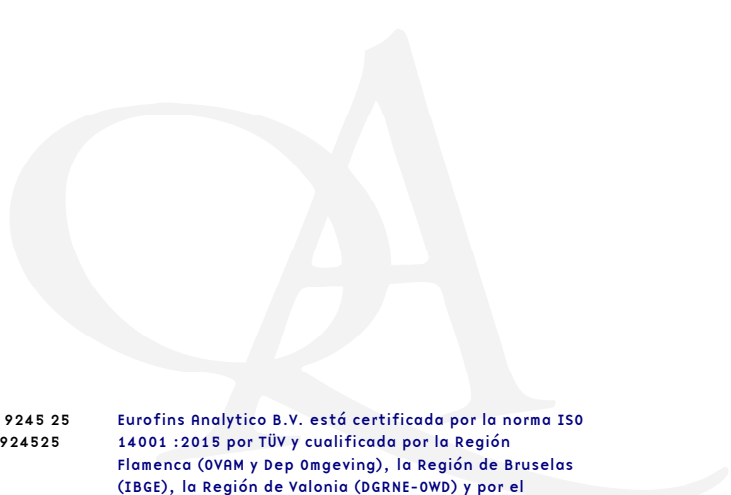 9245 25
924525
Eurofins Analytico B.V. está certificada por la norma ISO
14001 :2015 por TÜV y cualificada por la Región
Flamenca (OVAM y Dep Omgeving), la Región de Bruselas
(IBGE), la Región de Valonia (DGRNE-OWD) y por el